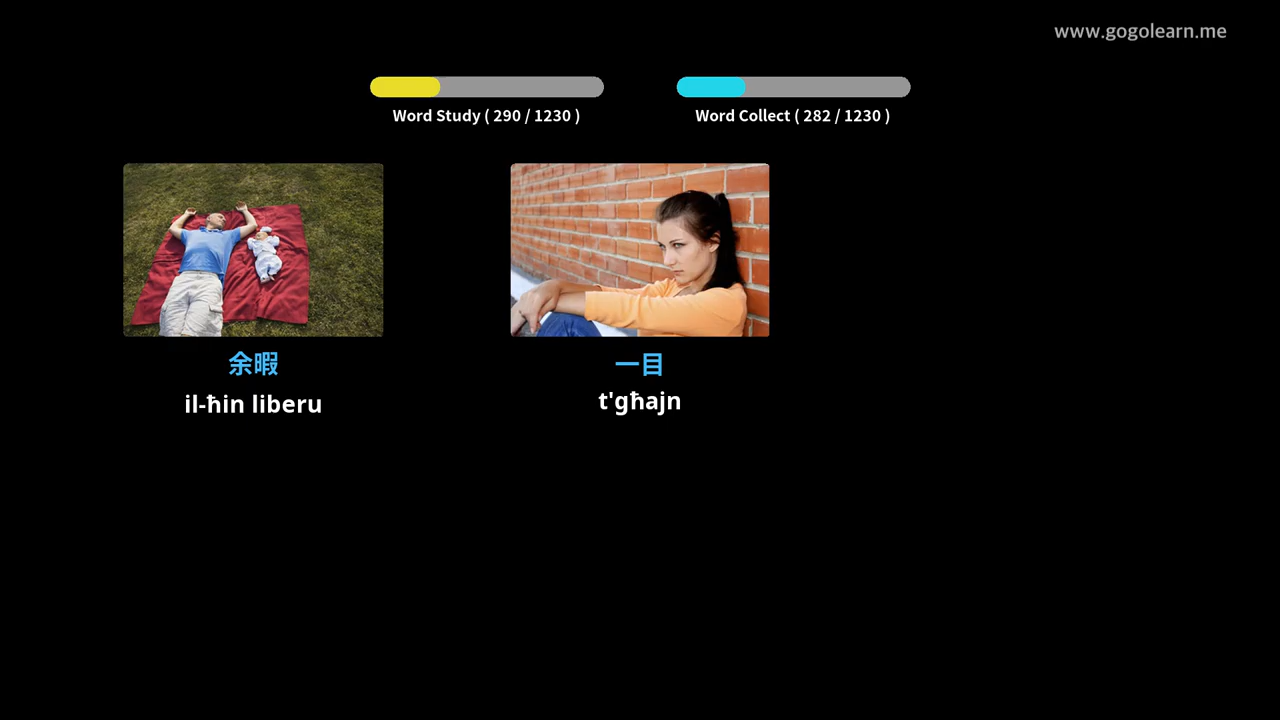 www.gogolearn.me
Word Study ( 290 / 1230 )
Word Collect ( 282 / 1230 )
余暇
il-ħin liberu
一目
t'għajn